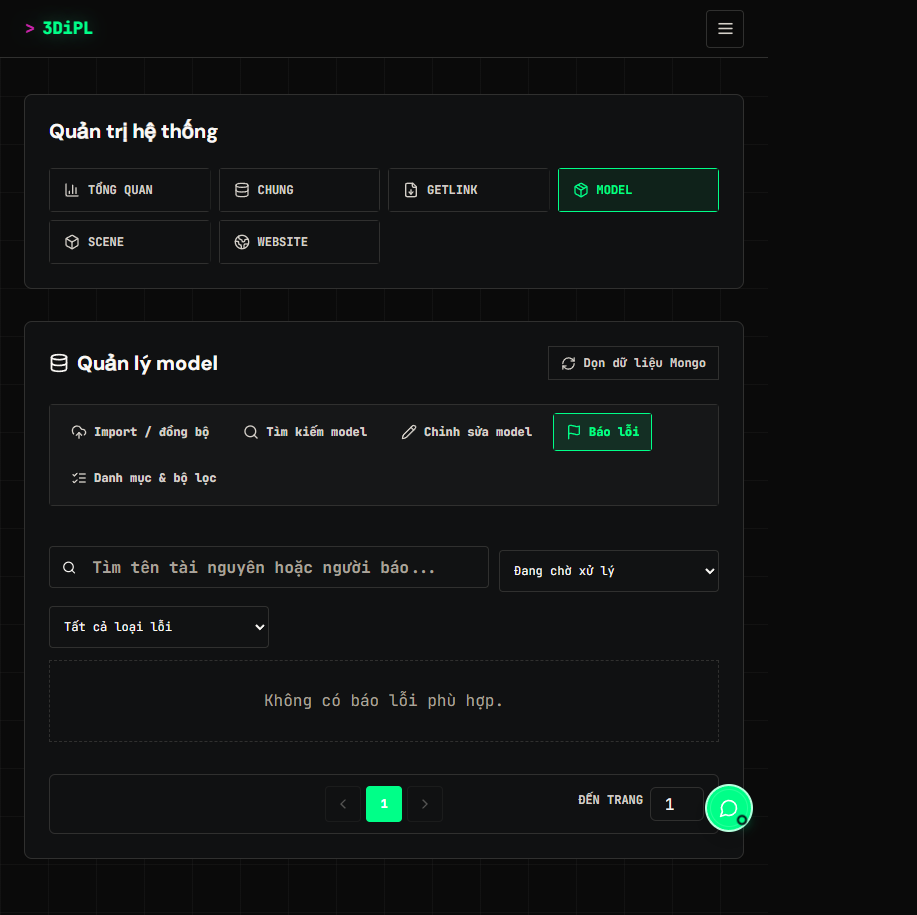 > 3DiPL
Quản trị hệ thống
TỔNG QUAN
CHUNG
GETLINK
MODEL
SCENE
WEBSITE
Quản lý model
Dọn dữ liệu Mongo
Import / đồng bộ
Tìm kiếm model
Chỉnh sửa model
Báo lỗi
Danh mục & bộ lọc
Tìm tên tài nguyên hoặc người báo...
Đang chờ xử lý
Tất cả loại lỗi
Không có báo lỗi phù hợp.
1
ĐẾN TRANG
1